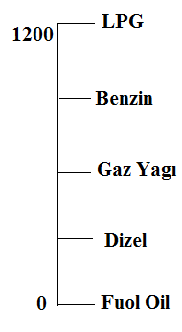 LPG
1200
Benzin
Gaz Yagı
Dizel
0 Fuol Oil